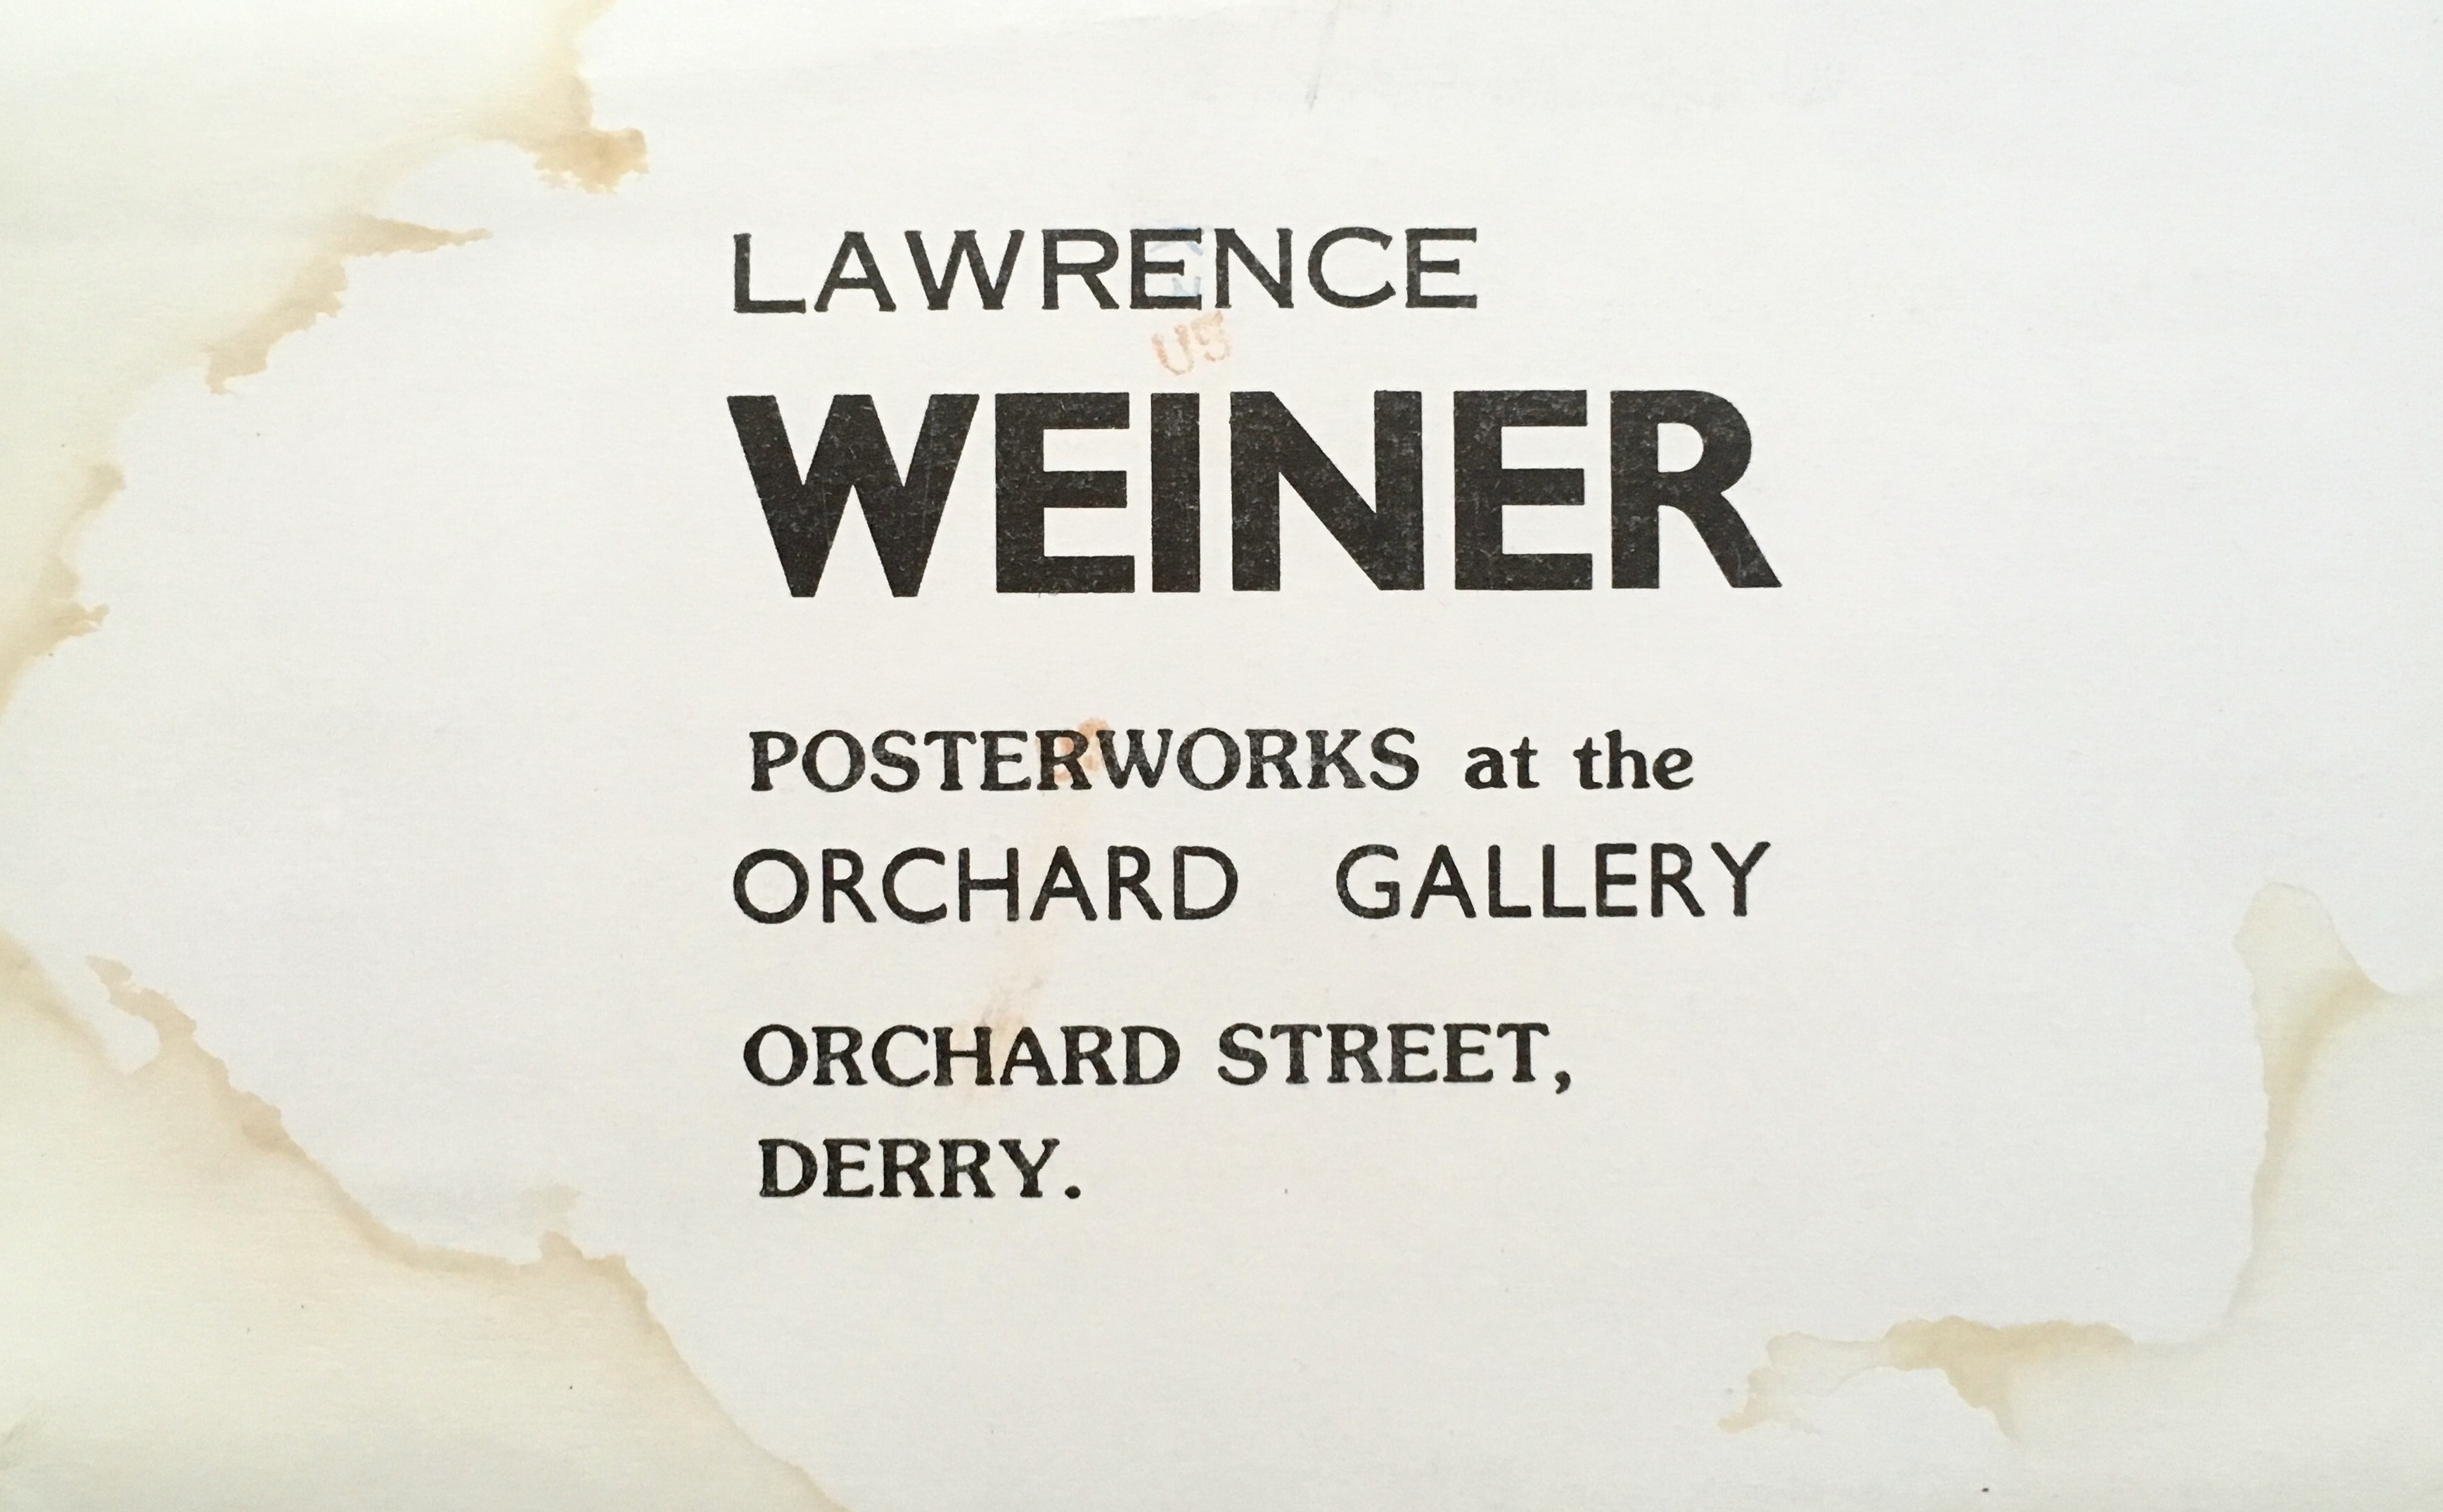 LAWRENCE
WEINER
POSTERWORKS at the
ORCHARD GALLERY
ORCHARD STREET,
DERRY.